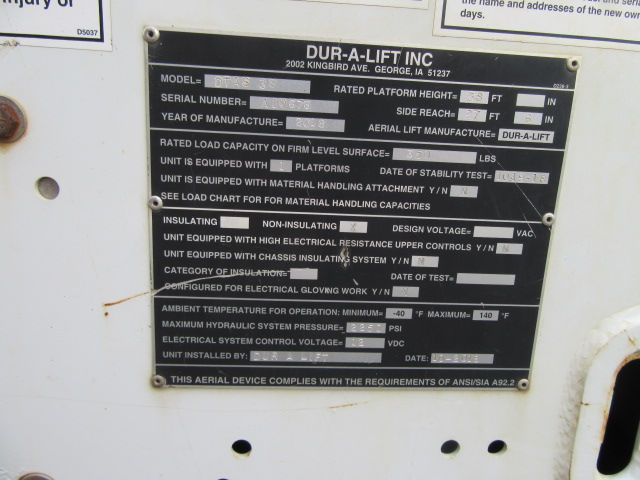 injury or
D5037
the name and addresses of the new own
days.
DUR-A-LIFT INC
2002 KINGBIRD AVE. GEORGE, IA 51237
MODEL=
RATED PLATFORM HEIGHT= 38 FT IN
SERIAL NUMBER=
SIDE REACH= 27 FT 6 IN
YEAR OF MANUFACTURE=
AERIAL LIFT MANUFACTURE= DUR-A-LIFT
RATED LOAD CAPACITY ON FIRM LEVEL SURFACE= 350 LBS
UNIT IS EQUIPPED WITH 1 PLATFORMS DATE OF STABILITY TEST=
UNIT IS EQUIPPED WITH MATERIAL HANDLING ATTACHMENT Y / N N
SEE LOAD CHART FOR FOR MATERIAL HANDLING CAPACITIES
INSULATING NON-INSULATING X DESIGN VOLTAGE= VAC
UNIT EQUIPPED WITH HIGH ELECTRICAL RESISTANCE UPPER CONTROLS Y / N N
UNIT EQUIPPED WITH CHASSIS INSULATING SYSTEM Y / N N
CATEGORY OF INSULATION= DATE OF TEST=
CONFIGURED FOR ELECTRICAL GLOVING WORK Y / N N
AMBIENT TEMPERATURE FOR OPERATION: MINIMUM= -40 °F MAXIMUM= 140 °F
MAXIMUM HYDRAULIC SYSTEM PRESSURE= 2250 PSI
ELECTRICAL SYSTEM CONTROL VOLTAGE= 12 VDC
UNIT INSTALLED BY: DUR A LIFT DATE:
THIS AERIAL DEVICE COMPLIES WITH THE REQUIREMENTS OF ANSI/SIA A92.2